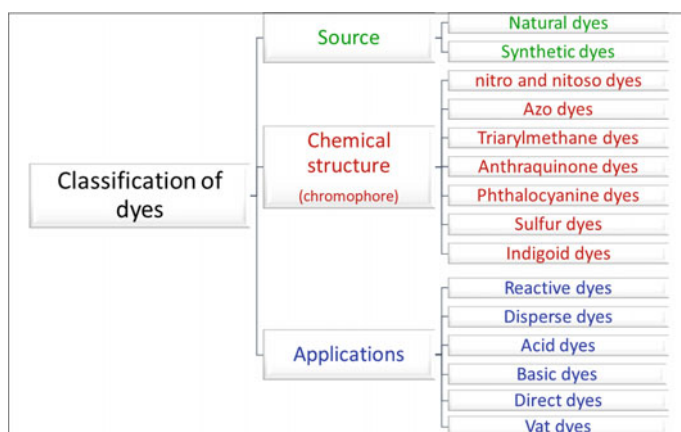 Classification of
dyes
Source
Natural dyes
Synthetic dyes
Chemical
structure
(chromophore)
nitro and nitoso dyes
Azo dyes
Triarylmethane dyes
Anthraquinone dyes
Phthalocyanine dyes
Sulfur dyes
Indigoid dyes
Applications
Reactive dyes
Disperse dyes
Acid dyes
Basic dyes
Direct dyes
Vat dyes